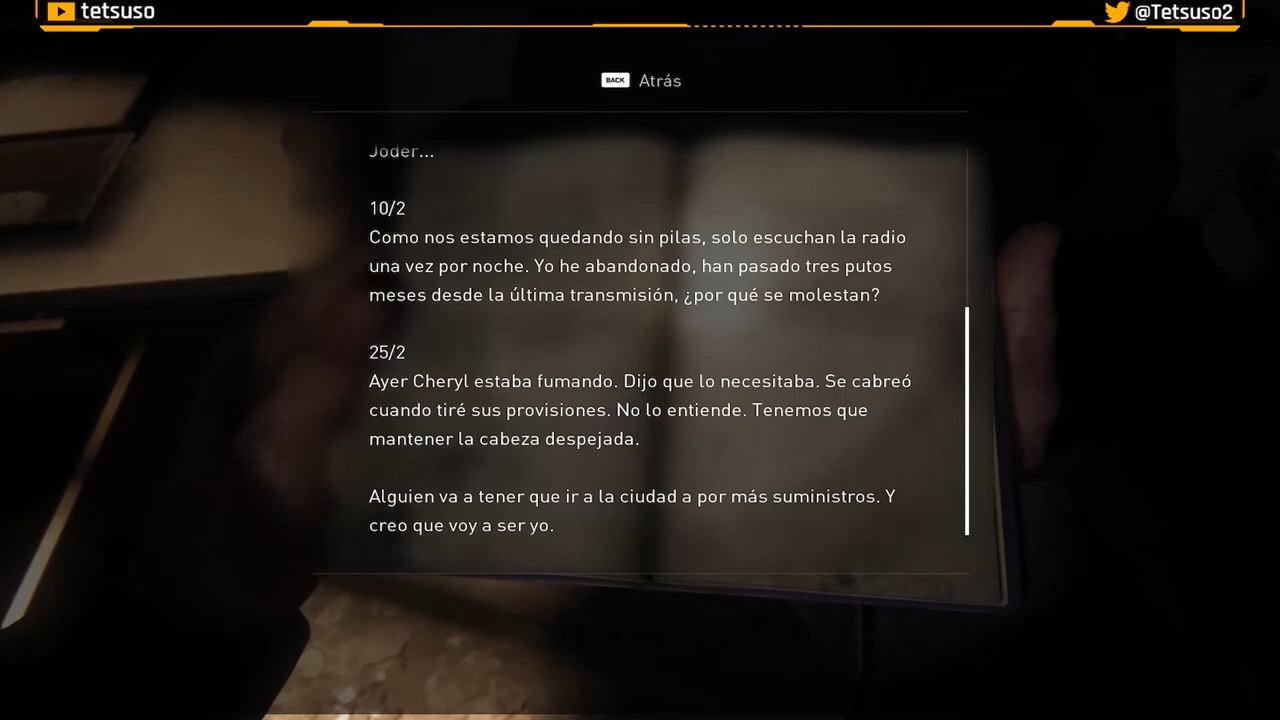 tetsuso
@Tetsuso2
BACK Atrás
Joder...
10/2
Como nos estamos quedando sin pilas, solo escuchan la radio
una vez por noche. Yo he abandonado, han pasado tres putos
meses desde la última transmisión, ¿por qué se molestan?
25/2
Ayer Cheryl estaba fumando. Dijo que lo necesitaba. Se cabreó
cuando tiré sus provisiones. No lo entiende. Tenemos que
mantener la cabeza despejada.
Alguien va a tener que ir a la ciudad a por más suministros. Y
creo que voy a ser yo.